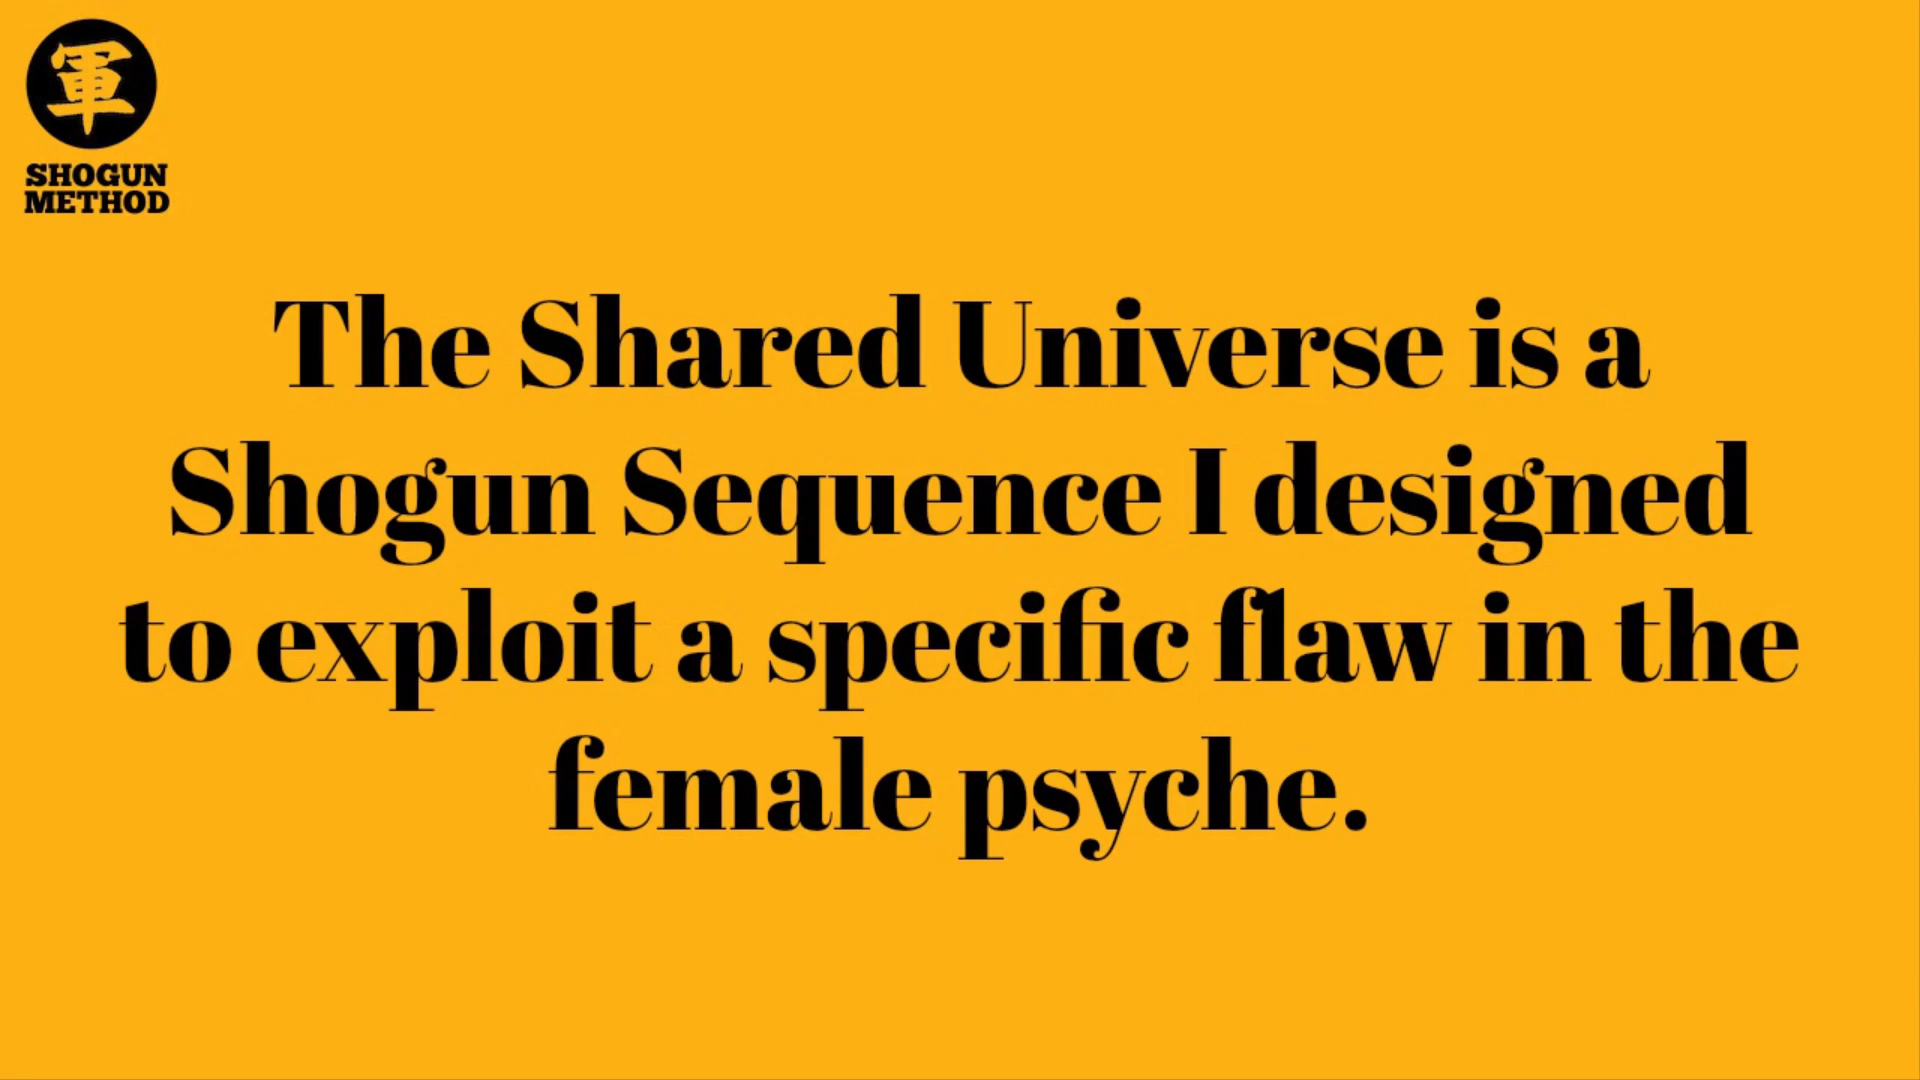 軍
SHOGUN
METHOD
The Shared Universe is a
Shogun Sequence I designed
to exploit a specific flaw in the
female psyche.